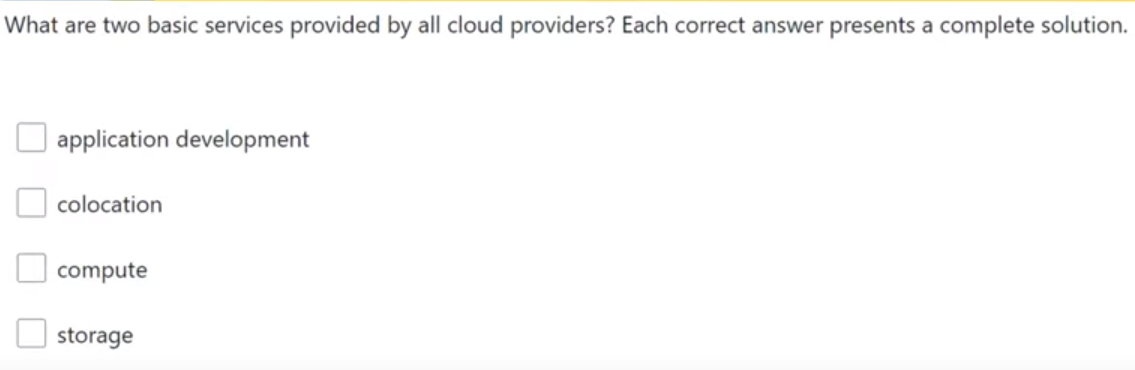 What are two basic services provided by all cloud providers? Each correct answer presents a complete solution.
application development
colocation
compute
storage